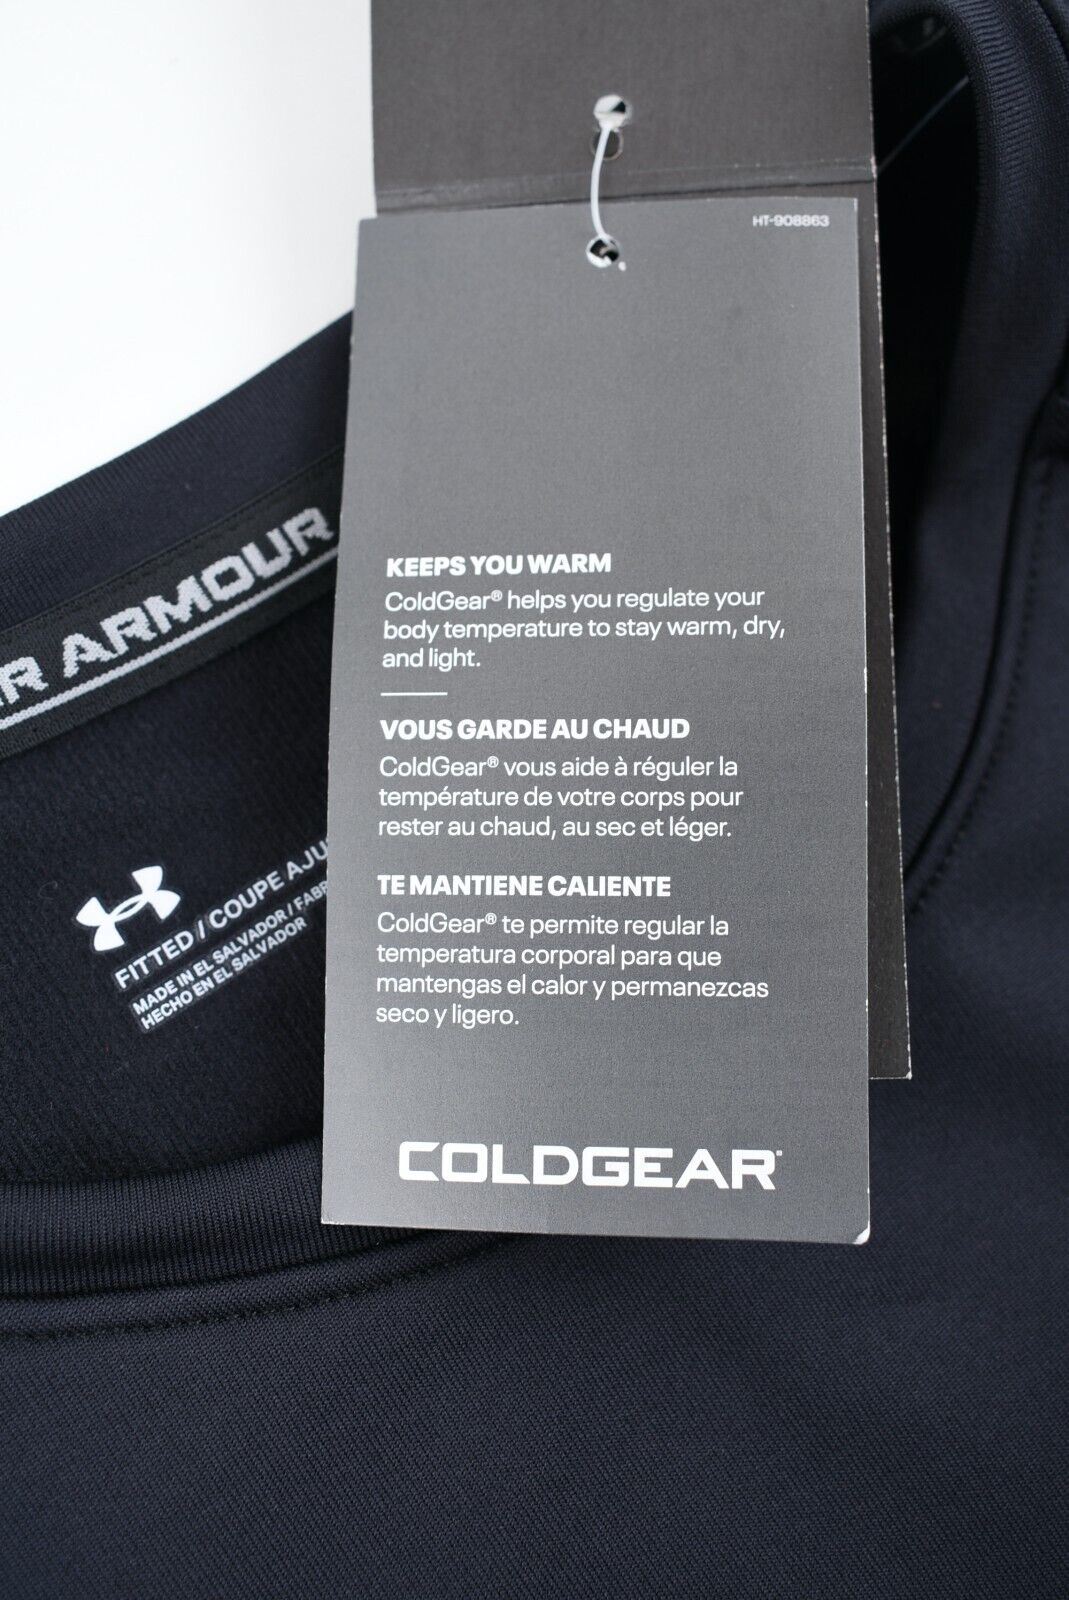 HT-908863
KEEPS YOU WARM
ColdGear® helps you regulate your
body temperature to stay warm, dry,
and light.
VOUS GARDE AU CHAUD
ColdGear® vous aide à réguler la
température de votre corps pour
rester au chaud, au sec et léger.
TE MANTIENE CALIENTE
ColdGear® te permite regular la
temperatura corporal para que
mantengas el calor y permanezcas
seco y ligero.
COLDGEAR
ARMOUR
FITTED / COUPE
MADE IN EL SALVADOR /
HECHO EN EL SALVADOR